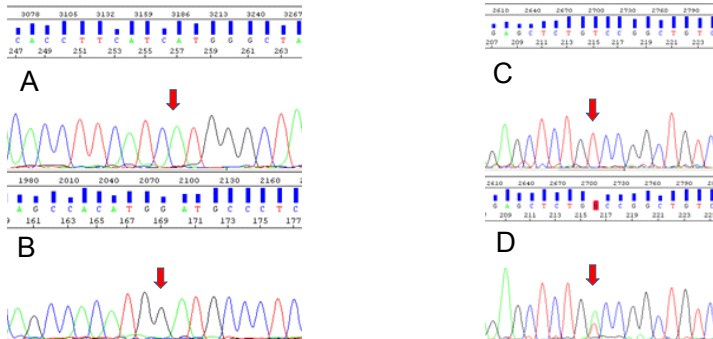 3078 3105 3132 3159 3186 3213 3240 3267
C A C C T T C A T C A T G G G C T A
247 249 251 253 255 257 259 261 263
A
1980 2010 2040 2070 2100 2130 2160
A G C C A C A T G G A T G C C C T C
161 163 165 167 169 171 173 175 177
B
2610 2640 2670 2700 2730 2760 2790
G A G C T C T G T C C G G C T G T C
207 209 211 213 215 217 219 221 223
C
2610 2640 2670 2700 2730 2760 2790
G A G C T C T G C C G G C T G T C
209 211 213 215 217 219 221
D